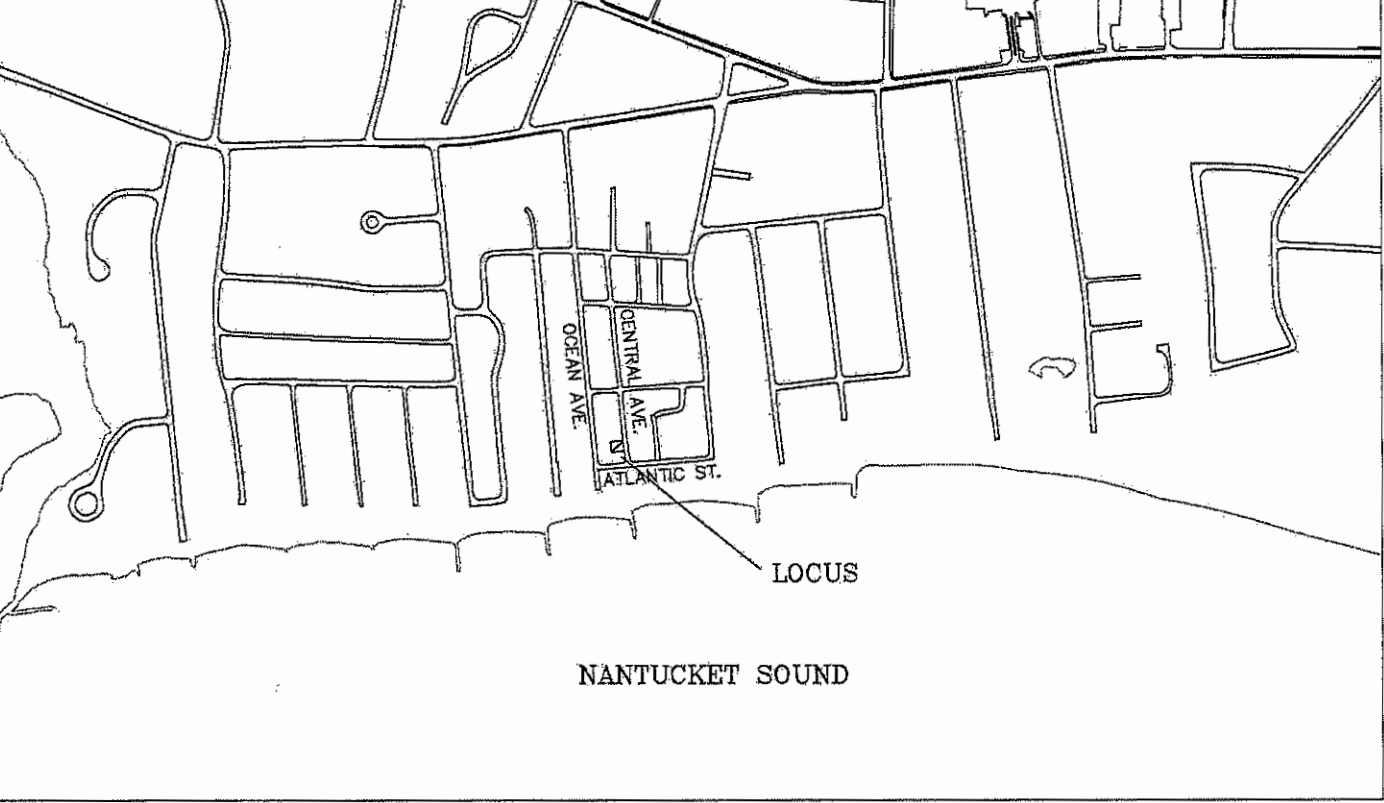 CENTRAL AVE.
OCEAN AVE.
ATLANTIC ST.
LOCUS
NANTUCKET SOUND